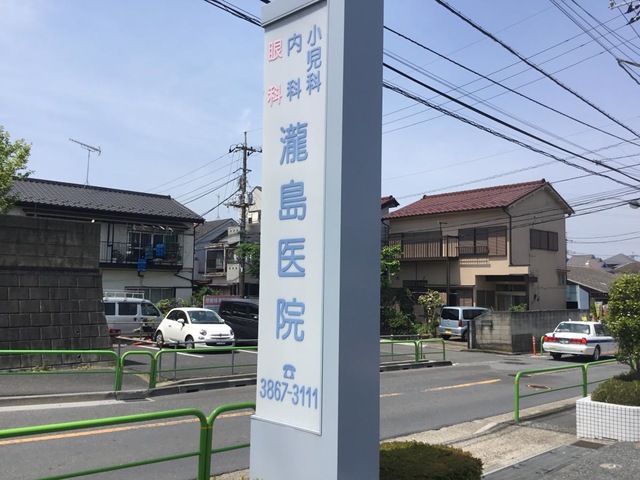 小児科
内科
眼科
瀧島医院
☎
3867-3111